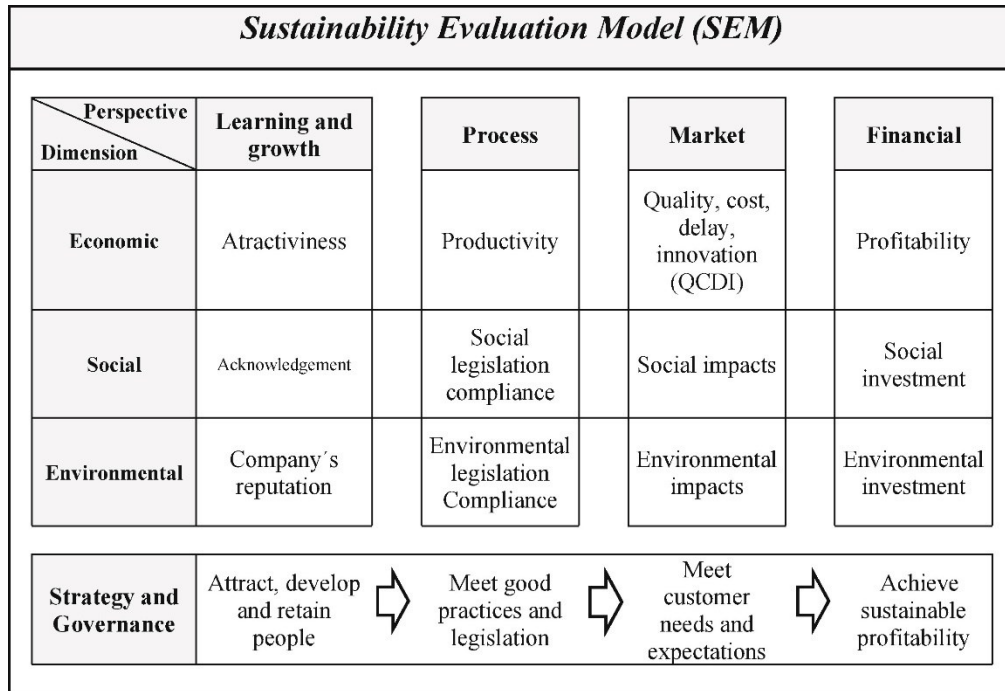 Sustainability Evaluation Model (SEM)
Perspective
Dimension
Learning and
growth
Process
Market
Financial
Economic
Atractiviness
Productivity
Quality, cost,
delay,
innovation
(QCDI)
Profitability
Social
Acknowledgement
Social
legislation
compliance
Social impacts
Social
investment
Environmental
Company´s
reputation
Environmental
legislation
Compliance
Environmental
impacts
Environmental
investment
Strategy and
Governance
Attract, develop
and retain
people
Meet good
practices and
legislation
Meet
customer
needs and
expectations
Achieve
sustainable
profitability